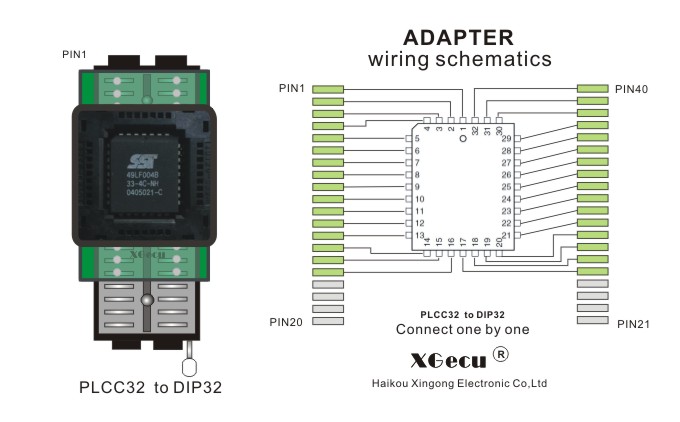 ADAPTER
wiring schematics
PIN1
PIN1
PIN40
4 3 2 1 32 31 30
5 29
6 28
7 27
8 26
9 25
10 24
11 23
12 22
13 21
14 15 16 17 18 19 20
SST
49LF004B
33-4C-NH
0405021-C
XGecu
PIN20
PIN21
PLCC32 to DIP32
Connect one by one
XGecu ®
Haikou Xingong Electronic Co,Ltd
PLCC32 to DIP32